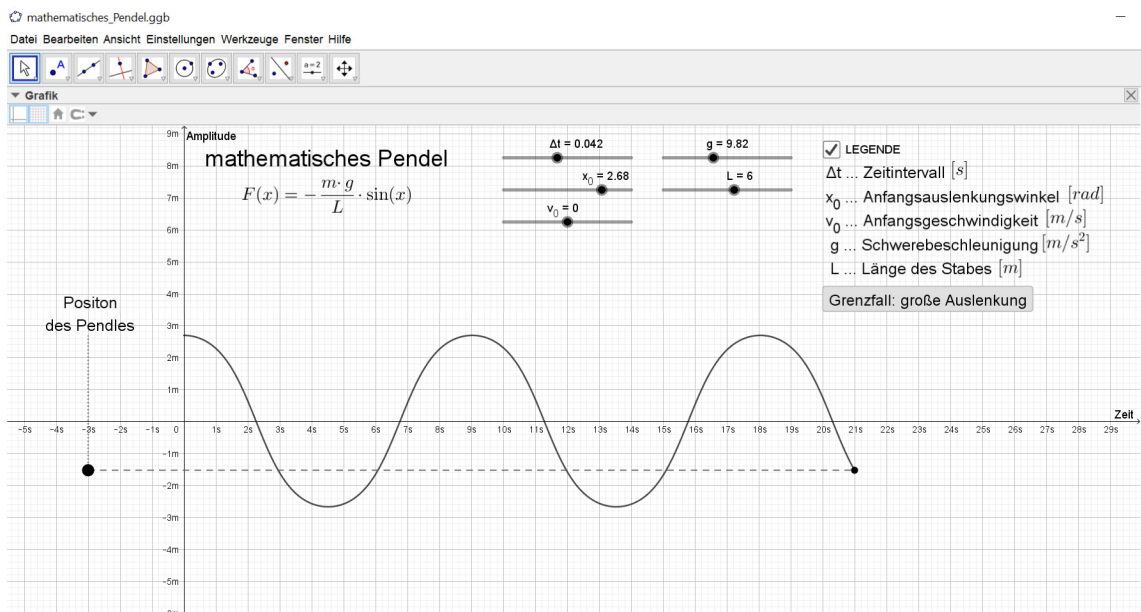 mathematisches_Pendel.ggb
Datei Bearbeiten Ansicht Einstellungen Werkzeuge Fenster Hilfe
A
a=2
Grafik
Amplitude
mathematisches Pendel
F(x) = − m· g / L · sin(x)
Δt = 0.042
x₀ = 2.68
v₀ = 0
g = 9.82
L = 6
LEGENDE
Δt ... Zeitintervall [s]
x₀ ... Anfangsauslenkungswinkel [rad]
v₀ ... Anfangsgeschwindigkeit [m/s]
g ... Schwerebeschleunigung [m/s²]
L ... Länge des Stabes [m]
Grenzfall: große Auslenkung
Positon
des Pendles
9m
8m
7m
6m
5m
4m
3m
2m
1m
Zeit
-5s -4s -3s -2s -1s 0 1s 2s 3s 4s 5s 6s 7s 8s 9s 10s 11s 12s 13s 14s 15s 16s 17s 18s 19s 20s 21s 22s 23s 24s 25s 26s 27s 28s 29s
-1m
-2m
-3m
-4m
-5m